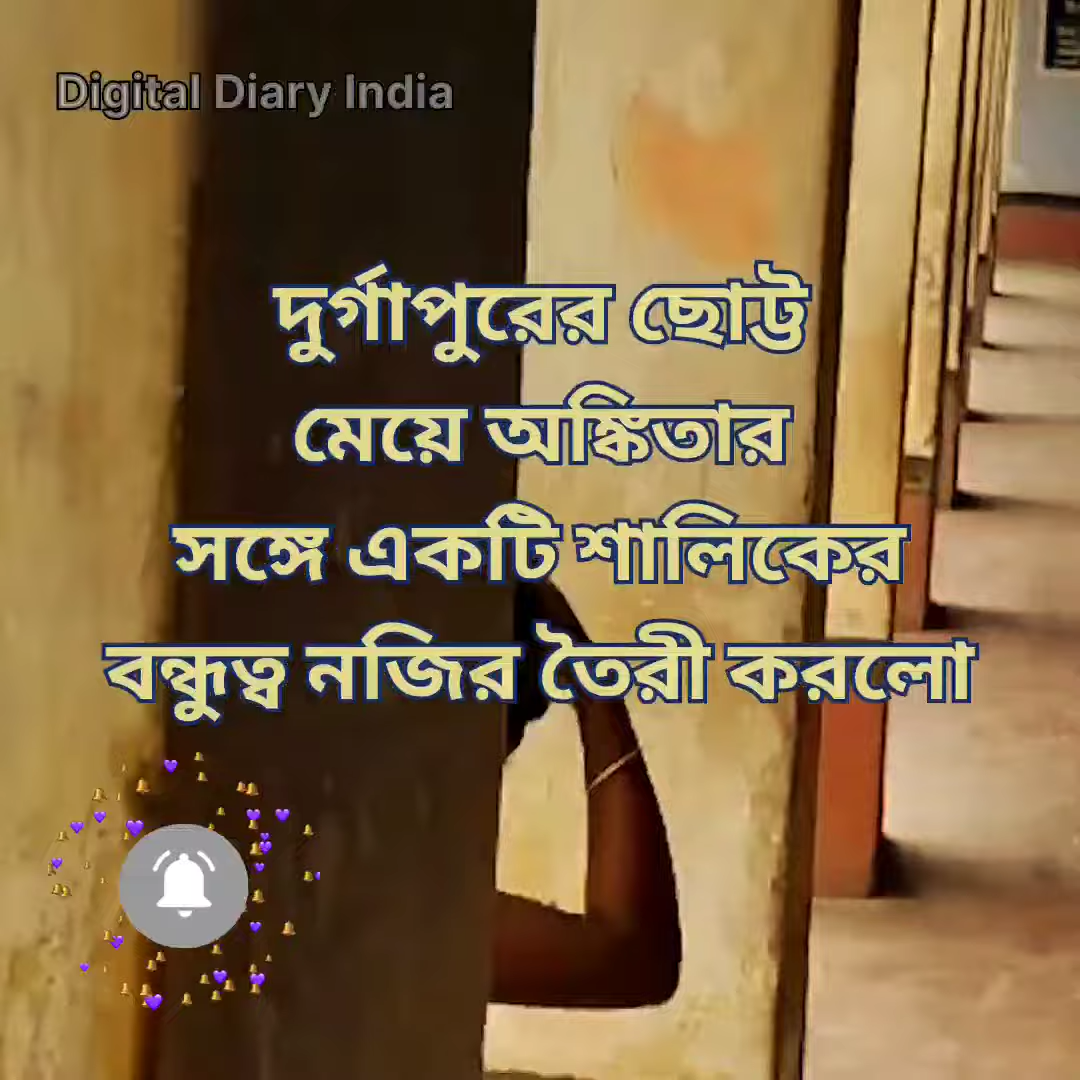 Digital Diary India
দুর্গাপুরের ছোট্ট
মেয়ে অঙ্কিতার
সঙ্গে একটি শালিকের
বন্ধুত্ব নজির তৈরী করলো